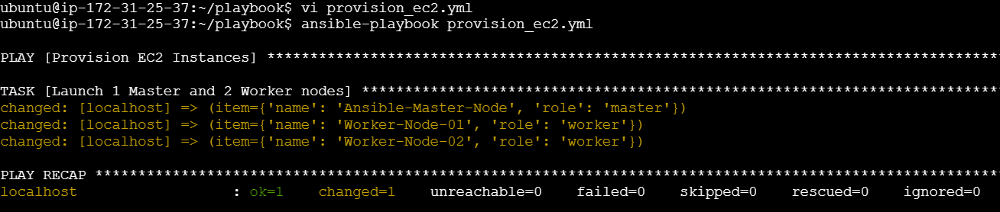 ubuntu@ip-172-31-25-37:~/playbook$ vi provision_ec2.yml
ubuntu@ip-172-31-25-37:~/playbook$ ansible-playbook provision_ec2.yml
PLAY [Provision EC2 Instances] *************************************************************************************
TASK [Launch 1 Master and 2 Worker nodes] **************************************************************************
changed: [localhost] => (item={'name': 'Ansible-Master-Node', 'role': 'master'})
changed: [localhost] => (item={'name': 'Worker-Node-01', 'role': 'worker'})
changed: [localhost] => (item={'name': 'Worker-Node-02', 'role': 'worker'})
PLAY RECAP *********************************************************************************************************
localhost                  : ok=1    changed=1    unreachable=0    failed=0    skipped=0    rescued=0    ignored=0